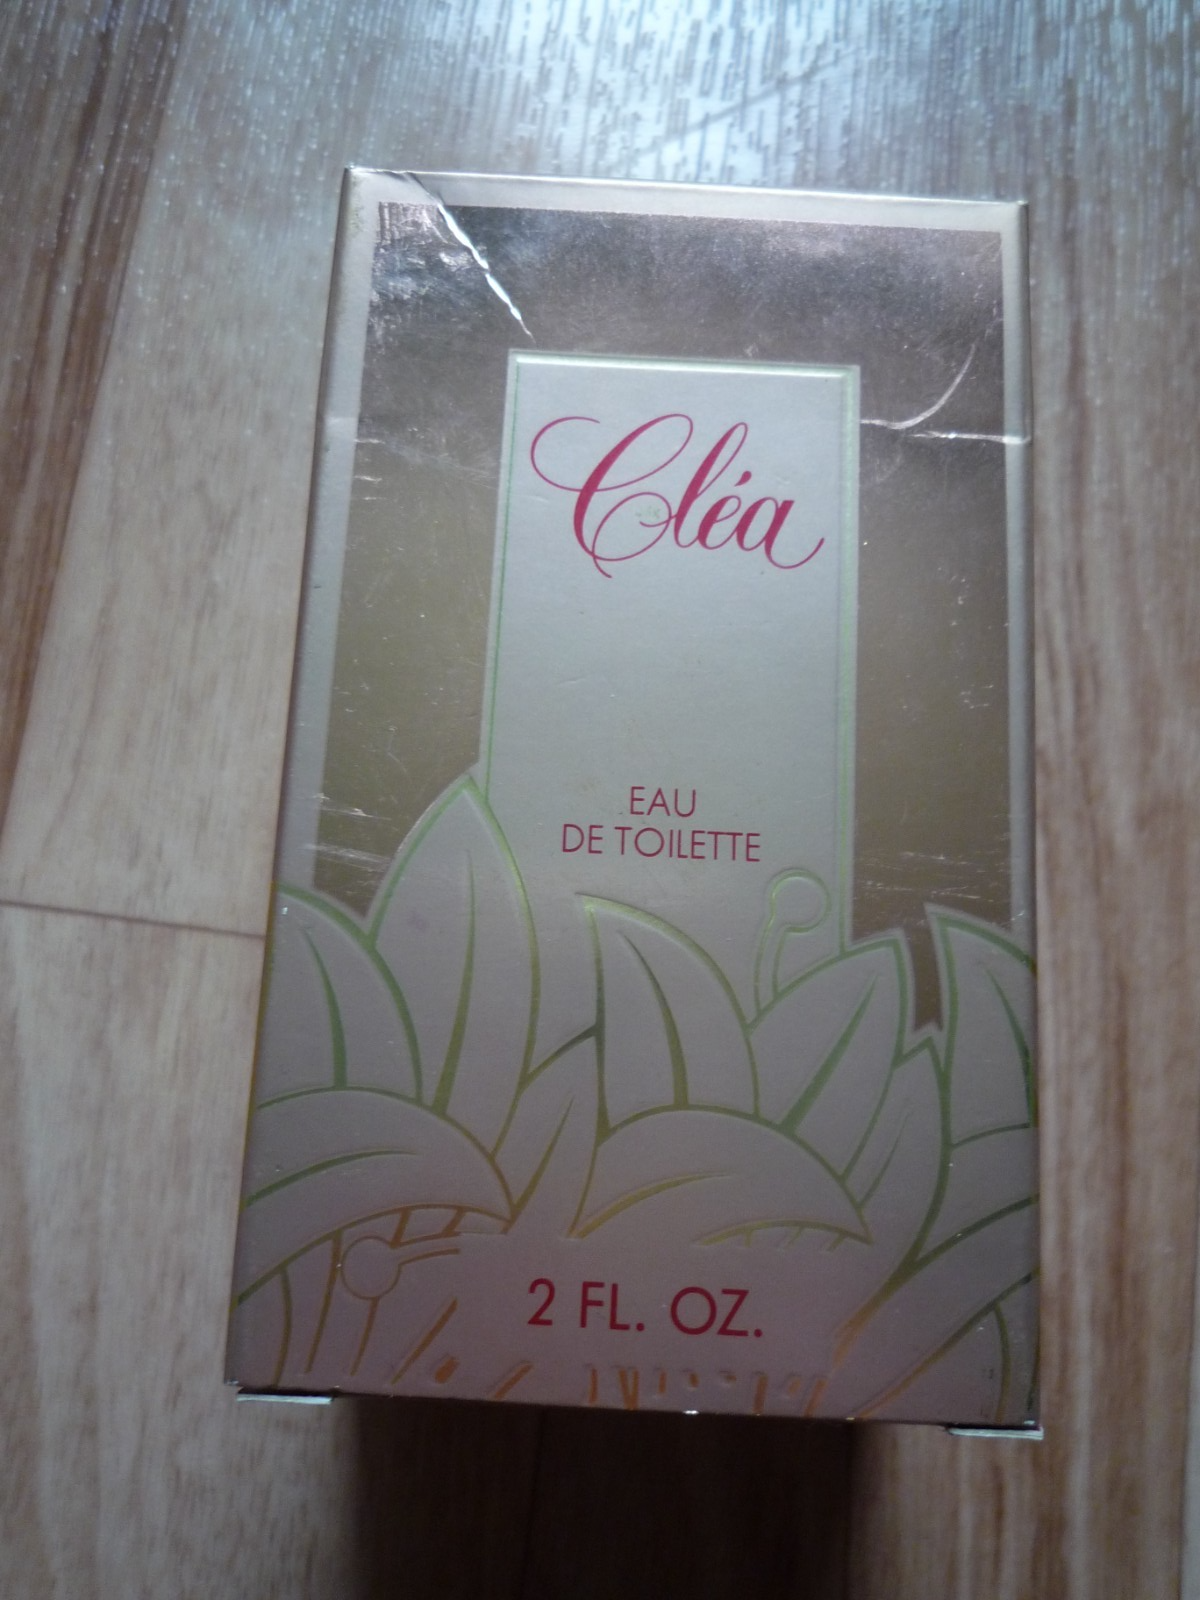 Cléa
EAU
DE TOILETTE
2 FL. OZ.